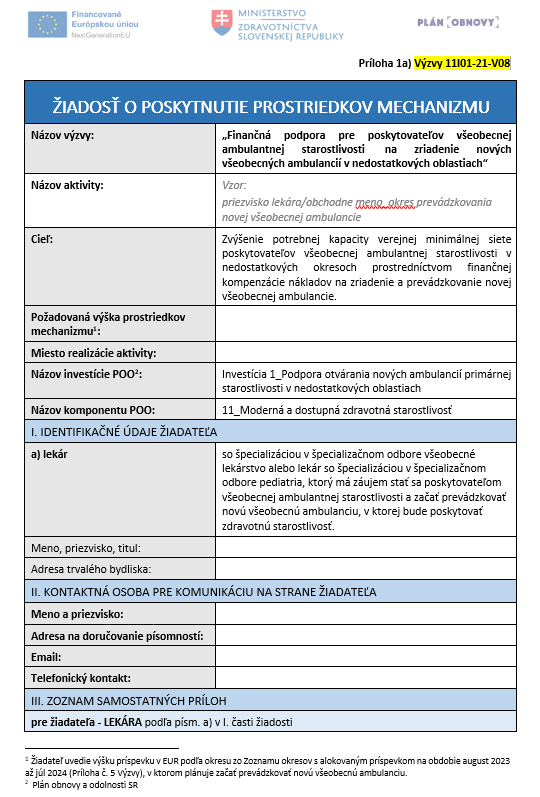 Financované
Európskou úniou
NextGenerationEU
MINISTERSTVO
ZDRAVOTNÍCTVA
SLOVENSKEJ REPUBLIKY
PLÁN [OBNOVY]
Príloha 1a) Výzvy 11I01-21-V08
ŽIADOSŤ O POSKYTNUTIE PROSTRIEDKOV MECHANIZMU
Názov výzvy:
„Finančná podpora pre poskytovateľov všeobecnej
ambulantnej starostlivosti na zriadenie nových
všeobecných ambulancií v nedostatkových oblastiach“
Názov aktivity:
Vzor:
priezvisko lekára/obchodne meno_okres prevádzkovania
novej všeobecnej ambulancie
Cieľ:
Zvýšenie potrebnej kapacity verejnej minimálnej siete
poskytovateľov všeobecnej ambulantnej starostlivosti v
nedostatkových okresoch prostredníctvom finančnej
kompenzácie nákladov na zriadenie a prevádzkovanie novej
všeobecnej ambulancie.
Požadovaná výška prostriedkov
mechanizmu¹:
Miesto realizácie aktivity:
Názov investície POO²:
Investícia 1_Podpora otvárania nových ambulancií primárnej
starostlivosti v nedostatkových oblastiach
Názov komponentu POO:
11_Moderná a dostupná zdravotná starostlivosť
I. IDENTIFIKAČNÉ ÚDAJE ŽIADATEĽA
a) lekár
so špecializáciou v špecializačnom odbore všeobecné
lekárstvo alebo lekár so špecializáciou v špecializačnom
odbore pediatria, ktorý má záujem stať sa poskytovateľom
všeobecnej ambulantnej starostlivosti a začať prevádzkovať
novú všeobecnú ambulanciu, v ktorej bude poskytovať
zdravotnú starostlivosť.
Meno, priezvisko, titul:
Adresa trvalého bydliska:
II. KONTAKTNÁ OSOBA PRE KOMUNIKÁCIU NA STRANE ŽIADATEĽA
Meno a priezvisko:
Adresa na doručovanie písomností:
Email:
Telefonický kontakt:
III. ZOZNAM SAMOSTATNÝCH PRÍLOH
pre žiadateľa - LEKÁRA podľa písm. a) v I. časti žiadosti
¹ Žiadateľ uvedie výšku príspevku v EUR podľa okresu zo Zoznamu okresov s alokovaným príspevkom na obdobie august 2023
až júl 2024 (Príloha č. 5 Výzvy), v ktorom plánuje začať prevádzkovať novú všeobecnú ambulanciu.
² Plán obnovy a odolnosti SR